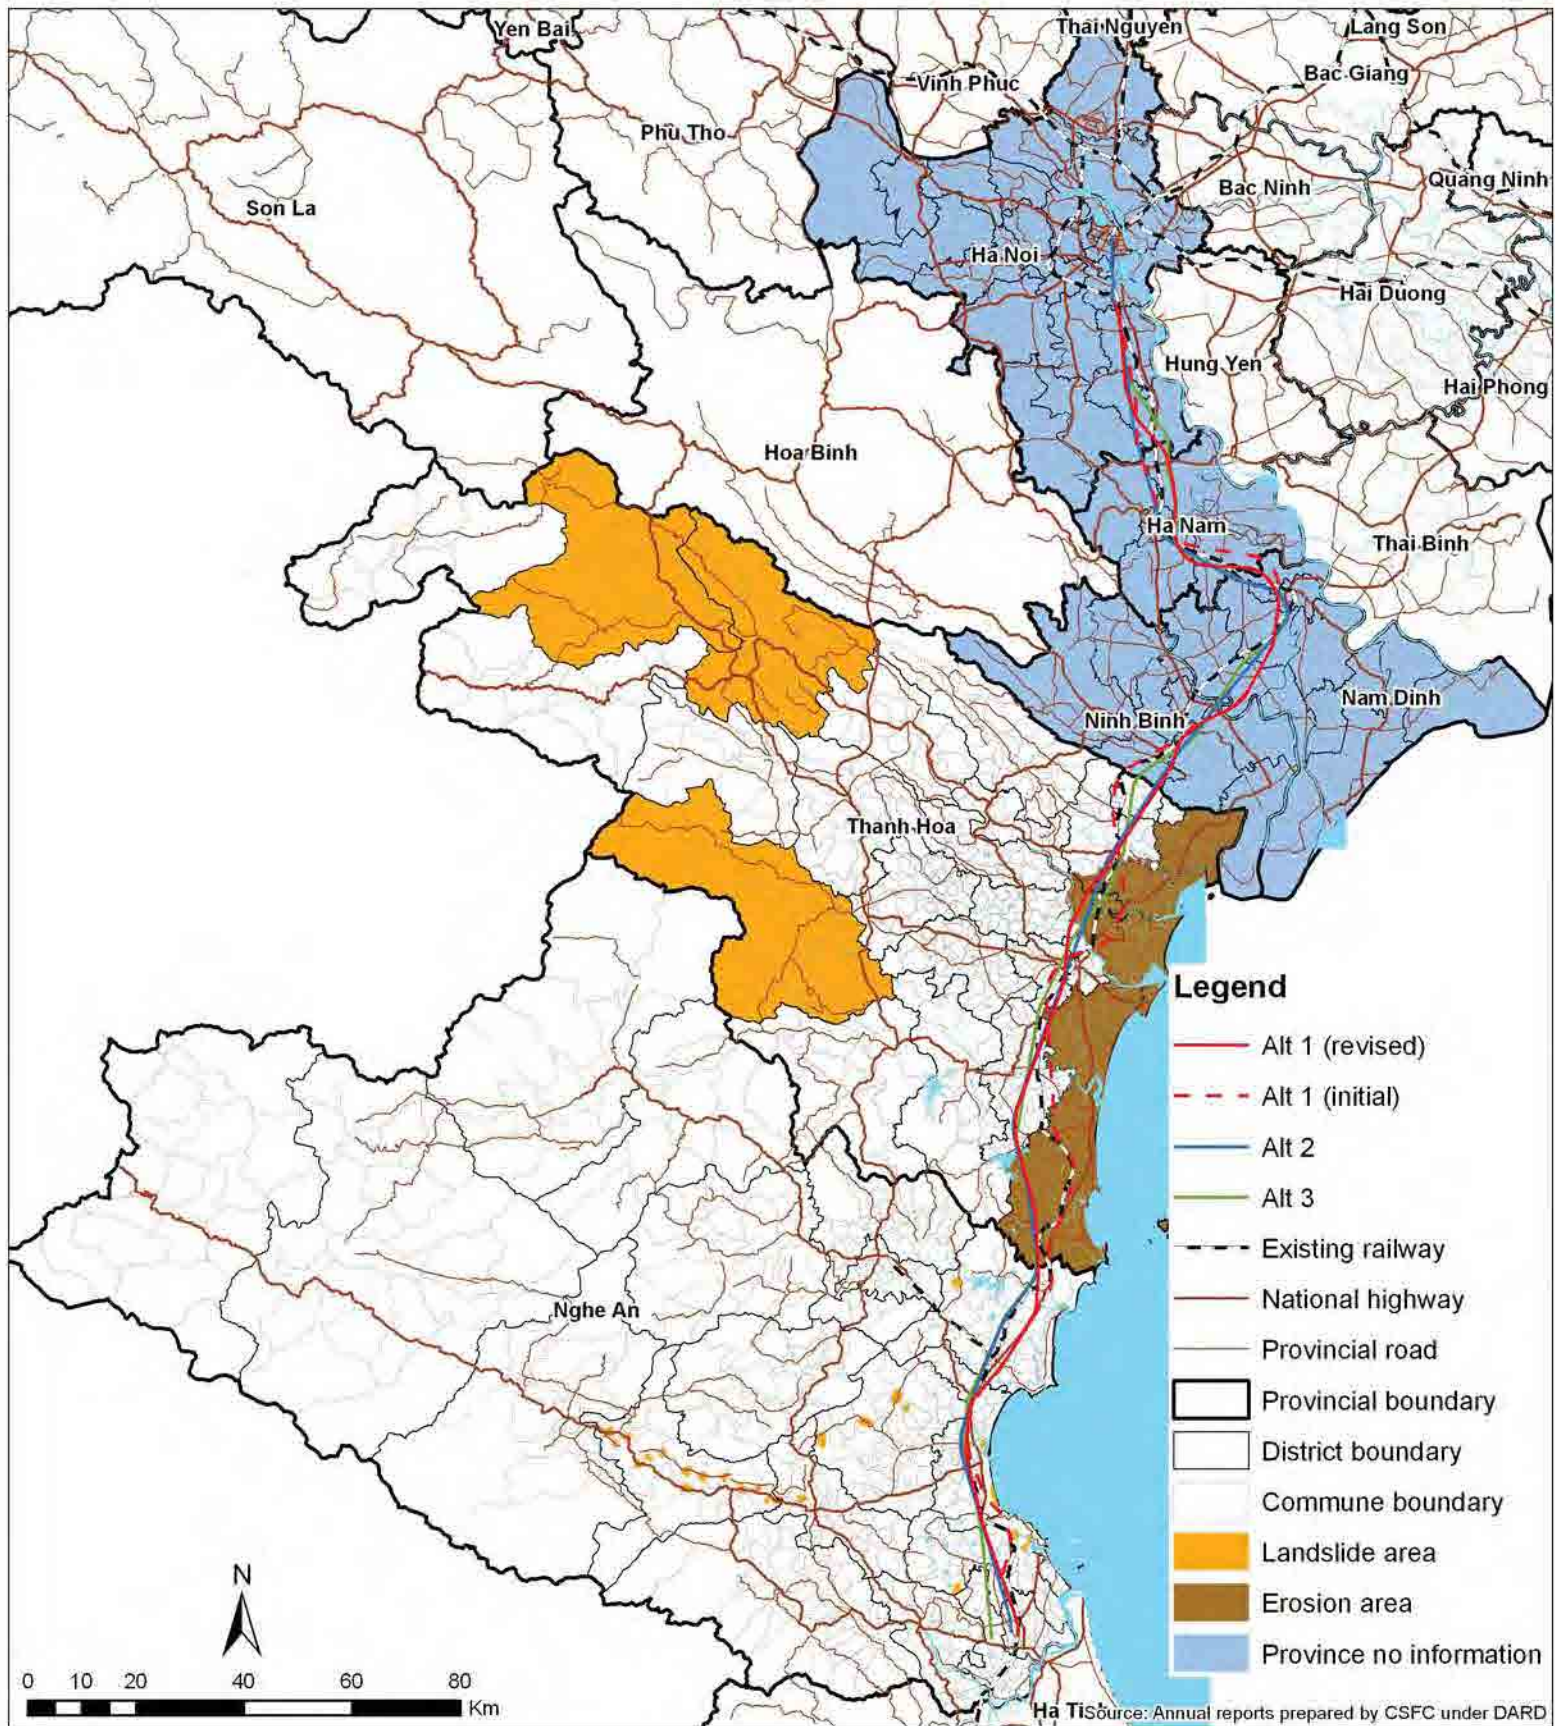 Yen Bai
Thai Nguyen
Lang Son
Vinh Phuc
Bac Giang
Phu Tho
Bac Ninh
Quang Ninh
Son La
Ha Noi
Hai Duong
Hung Yen
Hai Phong
Hoa Binh
Ha Nam
Thai Binh
Nam Dinh
Ninh Binh
Thanh Hoa
Legend
Alt 1 (revised)
Alt 1 (initial)
Alt 2
Alt 3
Existing railway
National highway
Provincial road
Provincial boundary
District boundary
Commune boundary
Landslide area
Erosion area
Province no information
Nghe An
N
0 10 20 40 60 80
Km
Ha Ti
Source: Annual reports prepared by CSFC under DARD